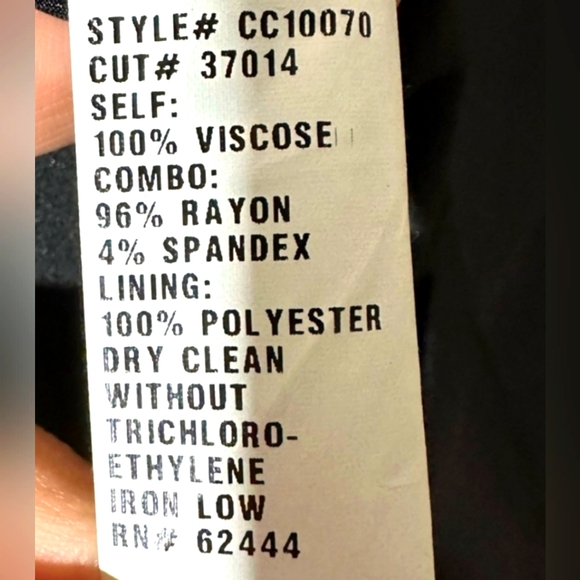 STYLE# CC10070
CUT# 37014
SELF:
100% VISCOSE
COMBO:
96% RAYON
4% SPANDEX
LINING:
100% POLYESTER
DRY CLEAN
WITHOUT
TRICHLORO-
ETHYLENE
IRON LOW
RN# 62444